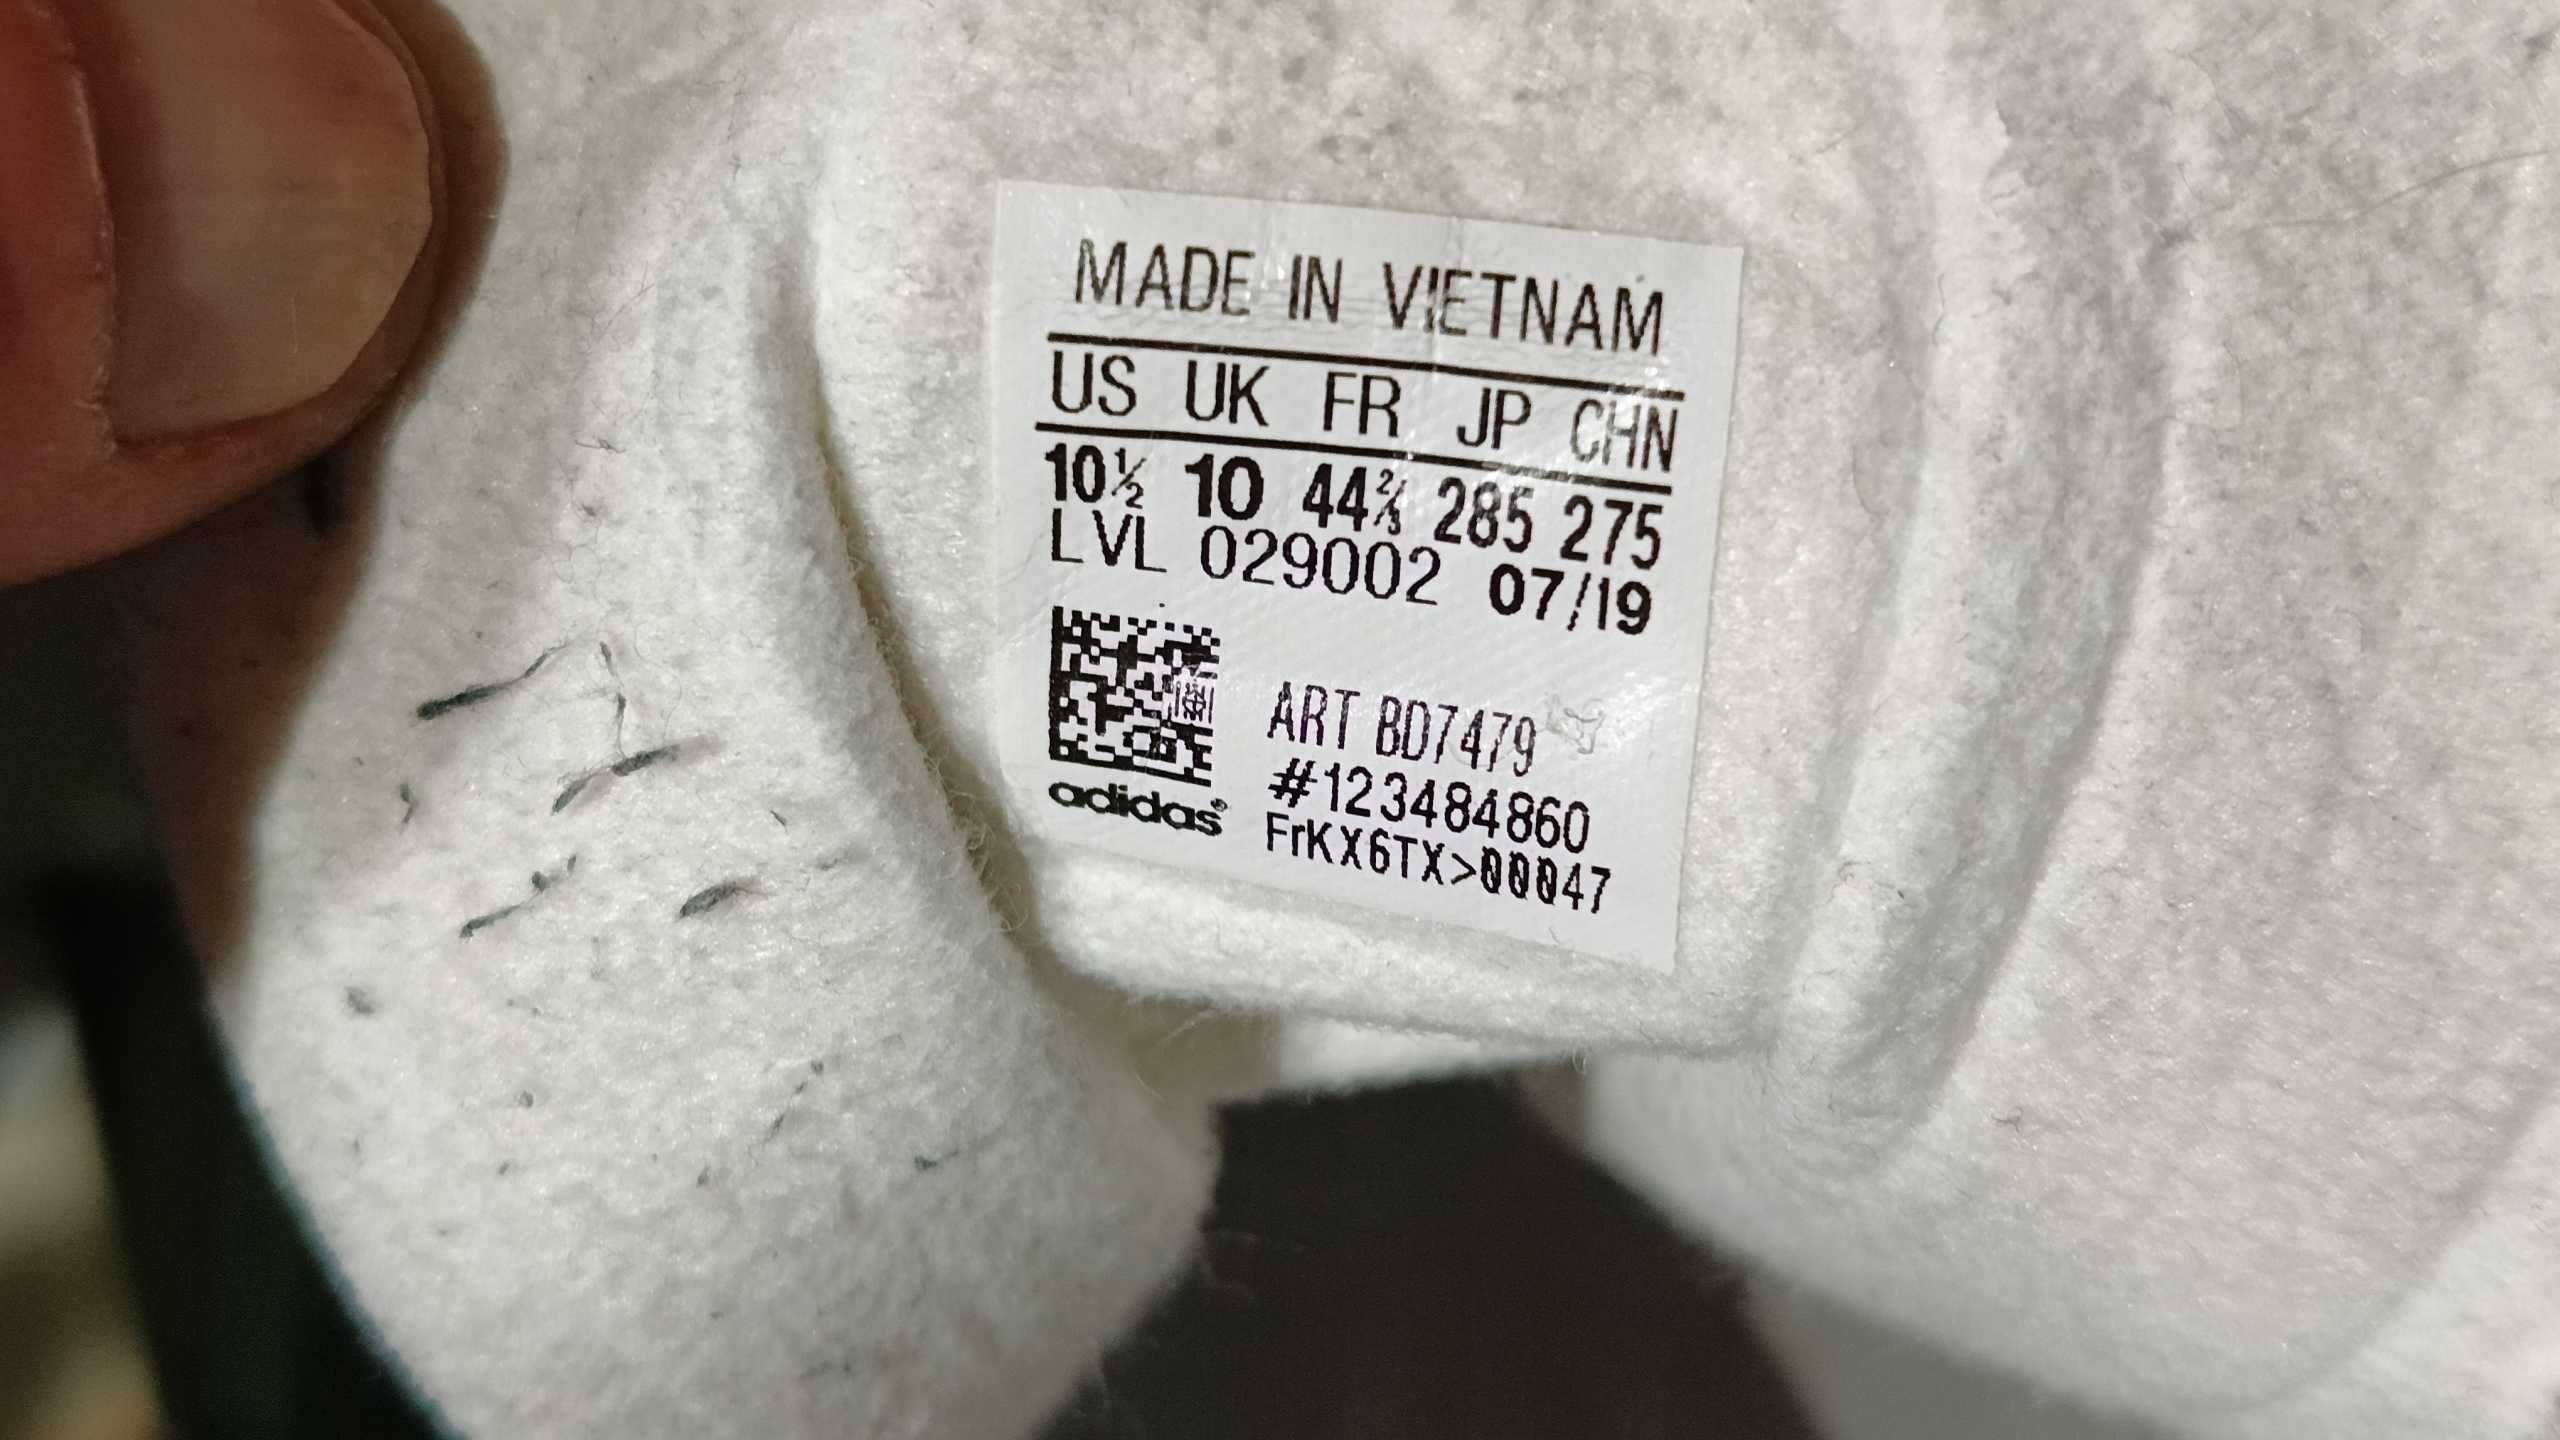 MADE IN VIETNAM
US UK FR JP CHN
10½ 10 44⅔ 285 275
LVL 029002 07/19
ART BD7479
#123484860
FrKX6TX>00047
adidas®